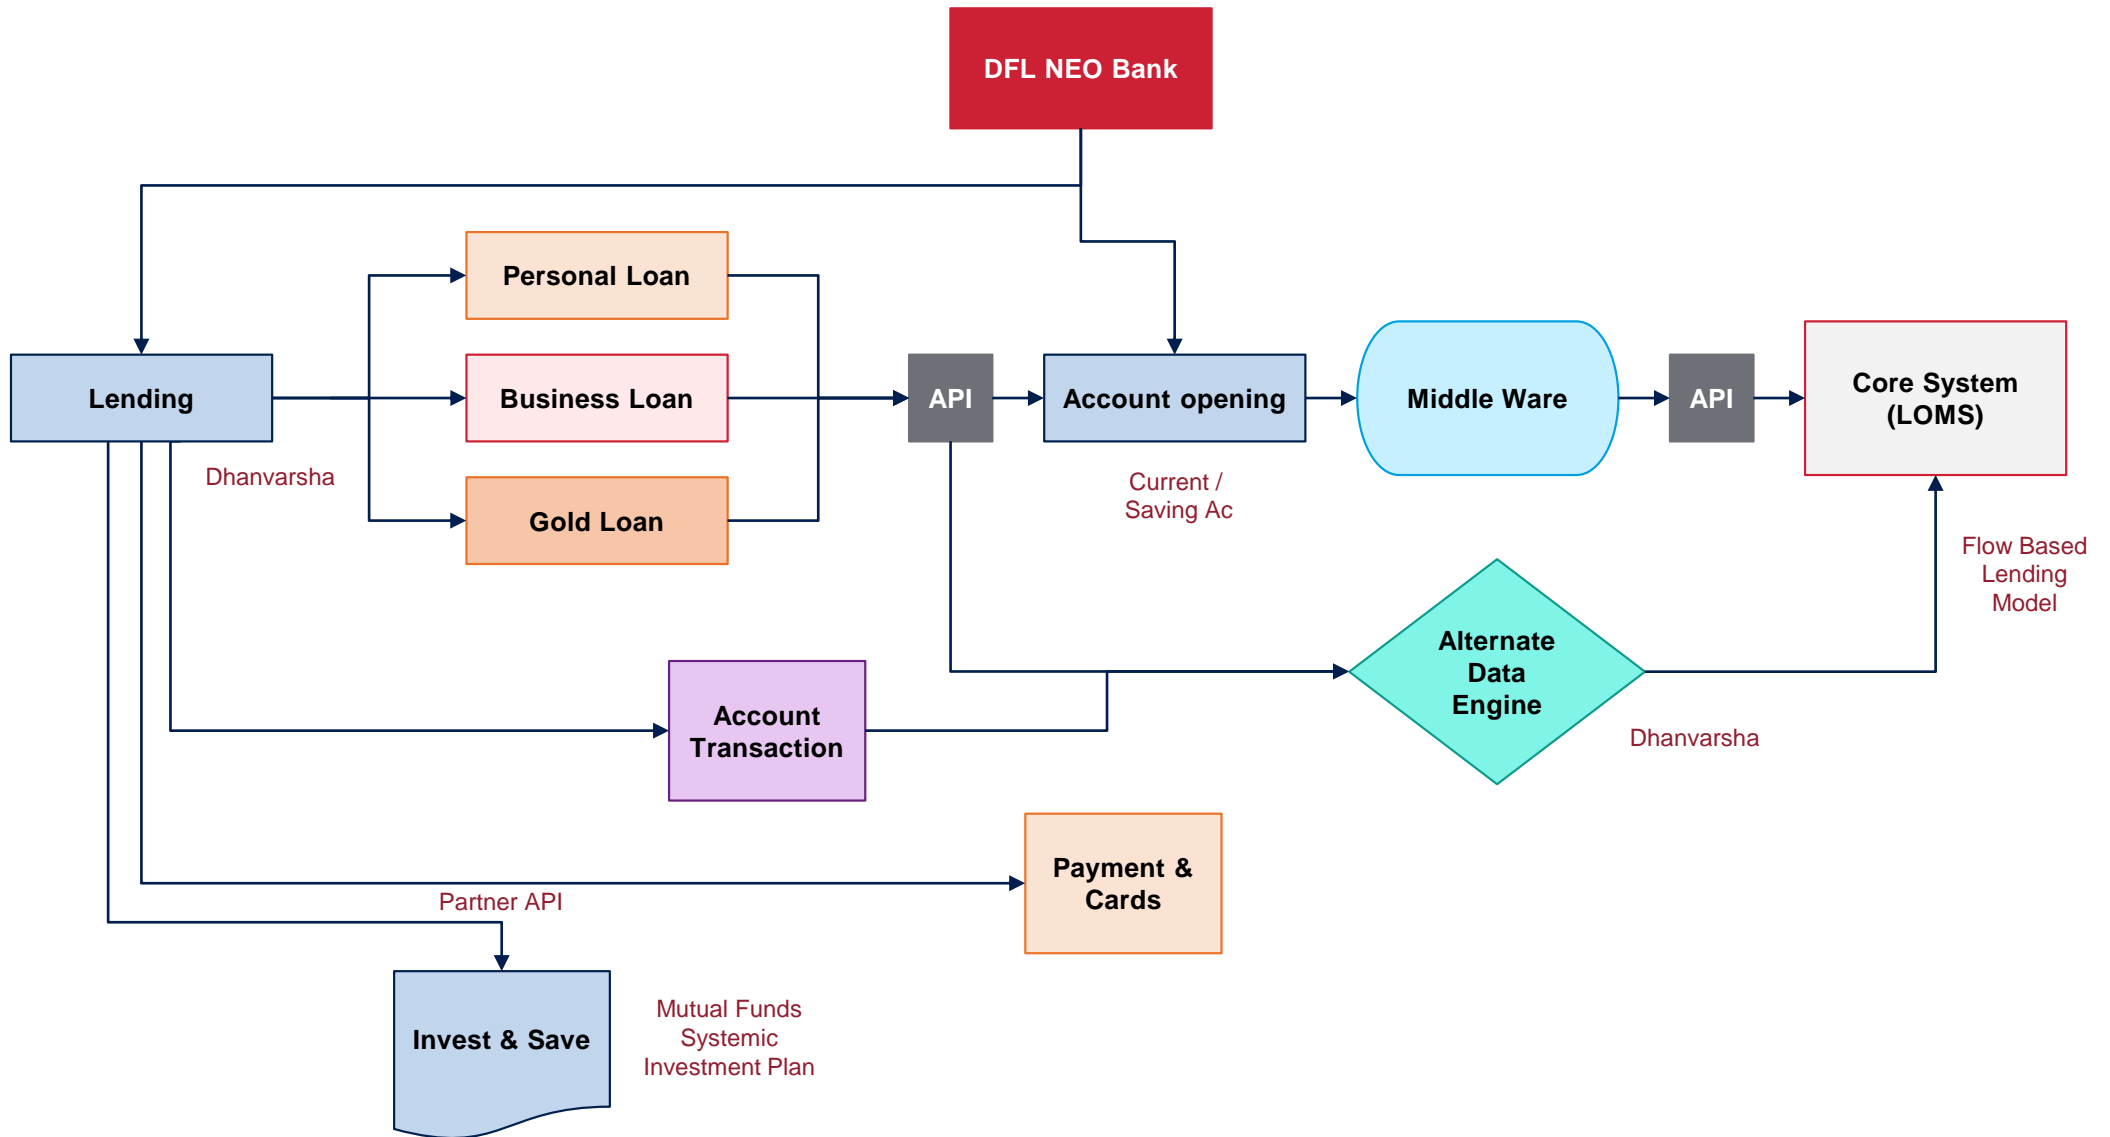 DFL NEO Bank
Personal Loan
Lending
Business Loan
API
Account opening
Middle Ware
API
Core System
(LOMS)
Dhanvarsha
Current /
Saving Ac
Gold Loan
Flow Based
Lending
Model
Alternate
Data
Engine
Account
Transaction
Dhanvarsha
Payment &
Cards
Partner API
Invest & Save
Mutual Funds
Systemic
Investment Plan